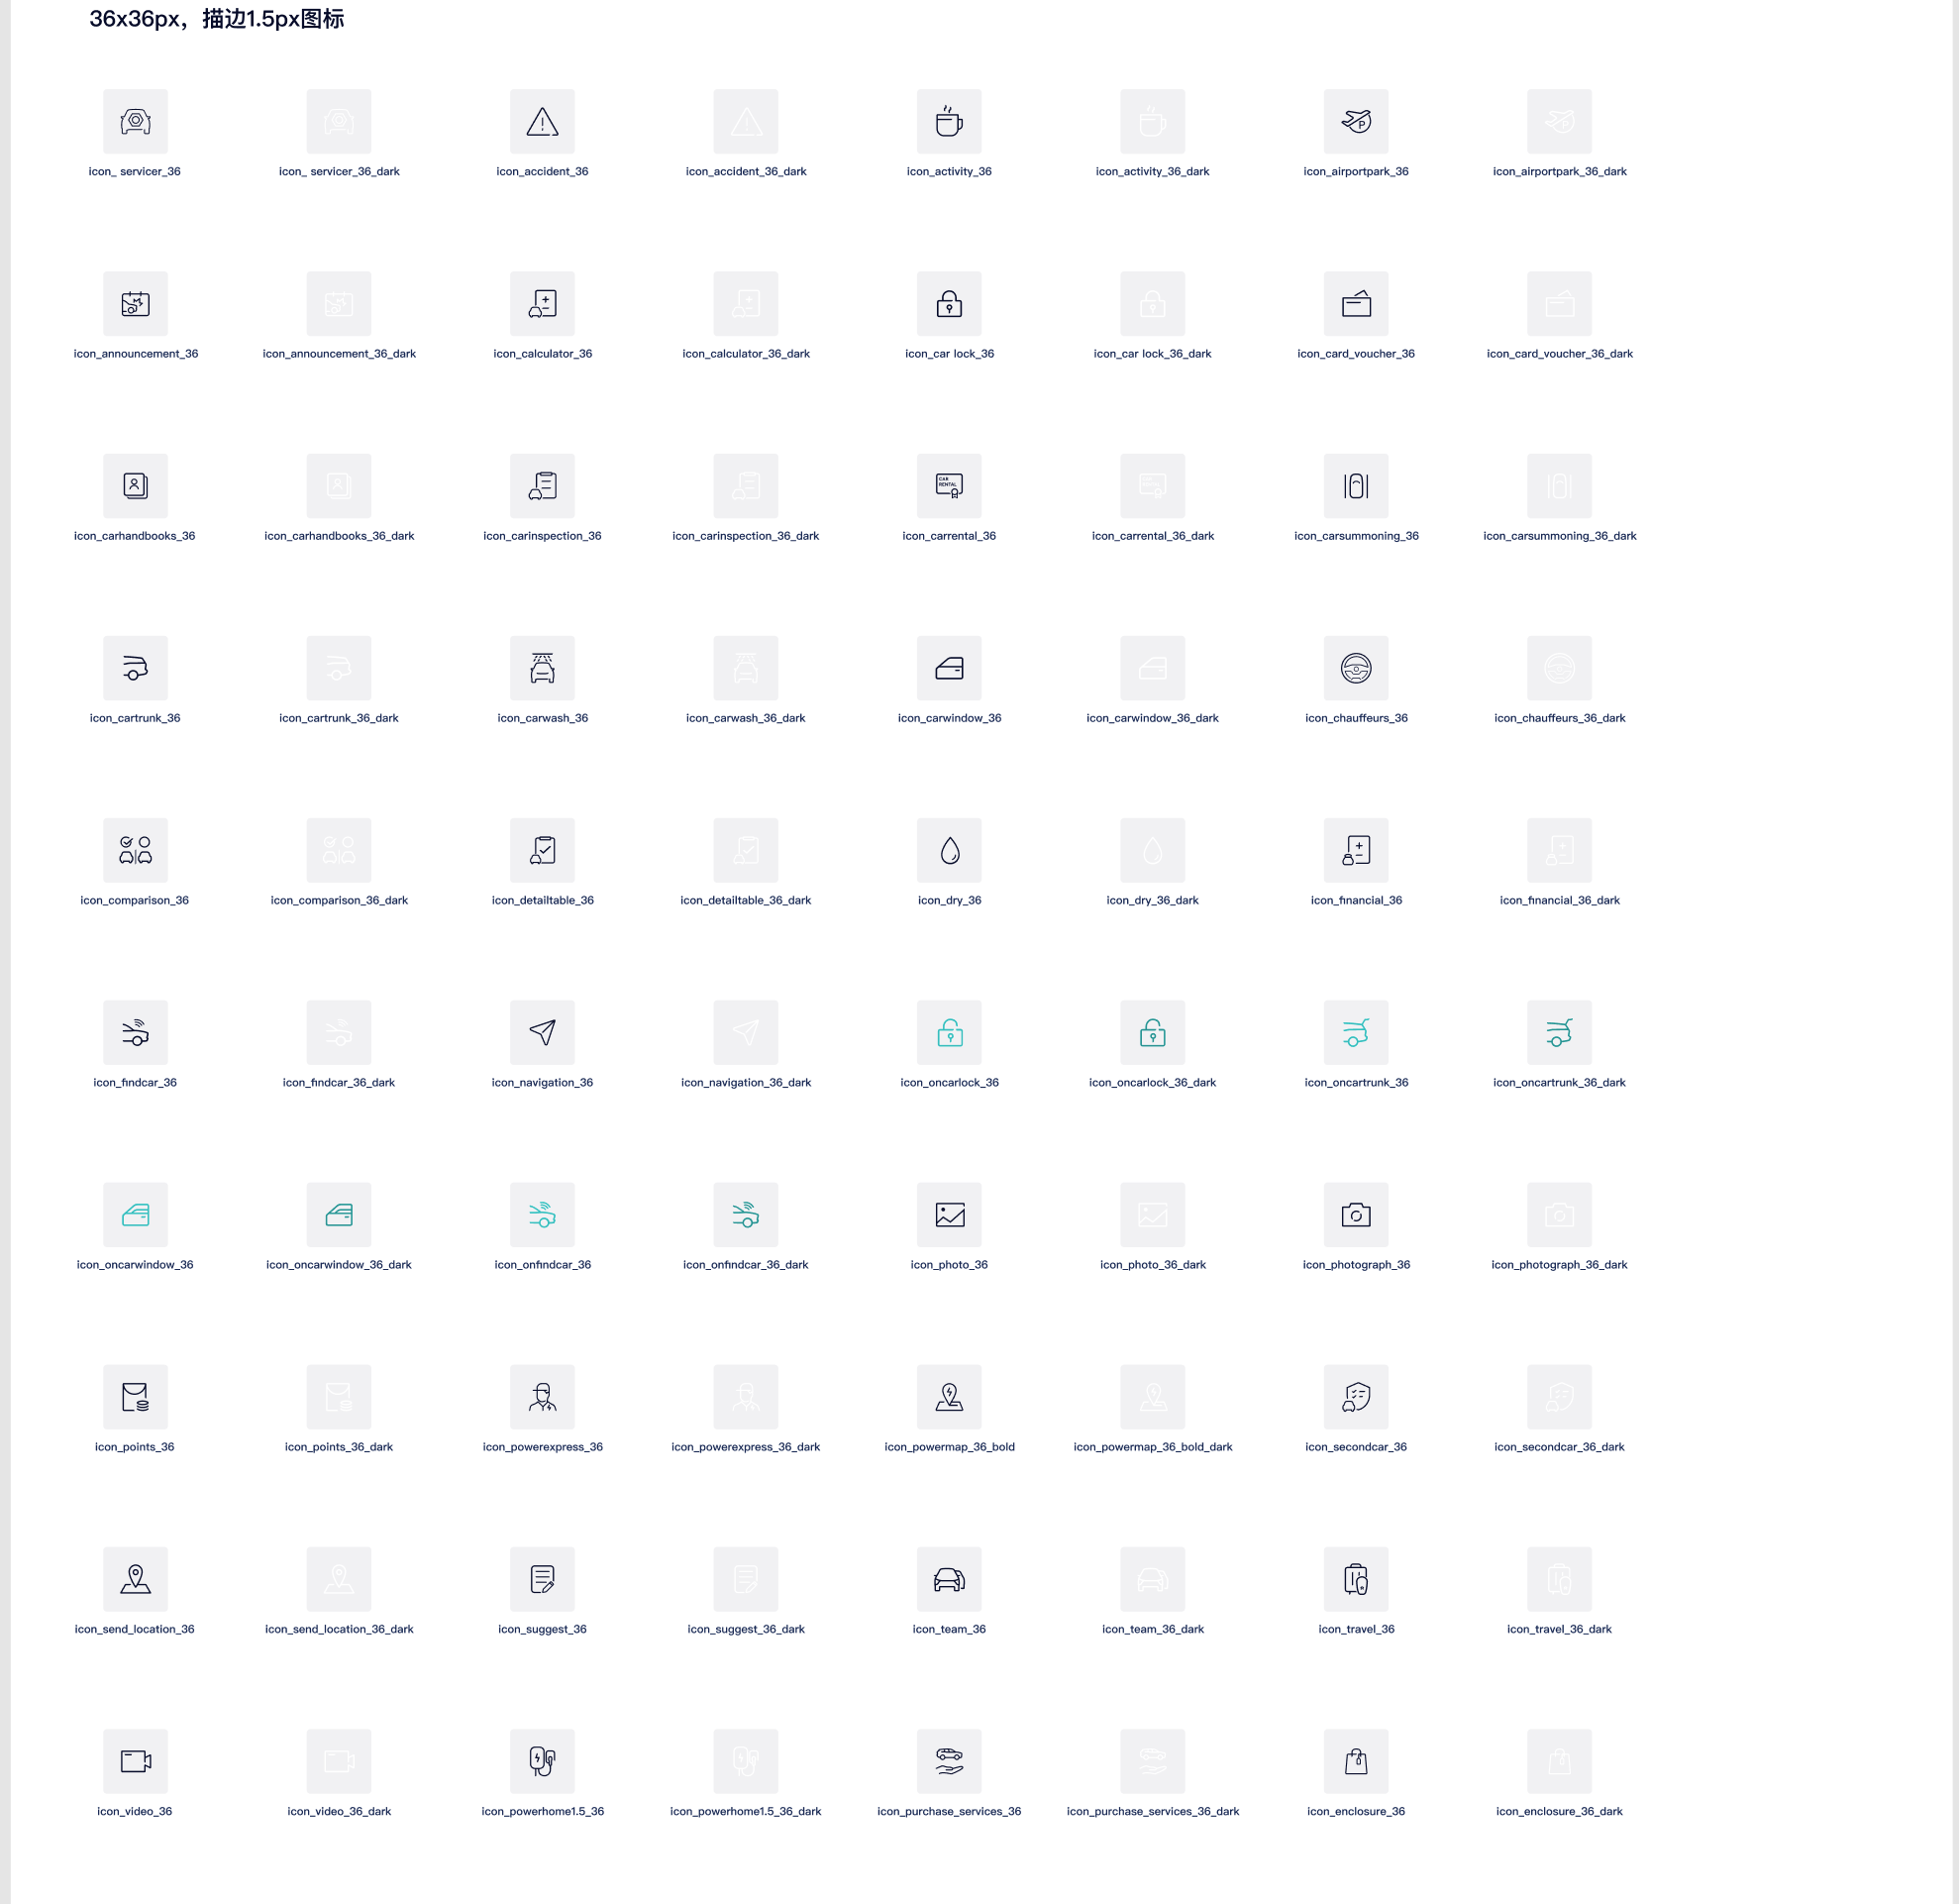 36x36px，描边1.5px图标
icon_ servicer_36
icon_ servicer_36_dark
icon_accident_36
icon_accident_36_dark
icon_activity_36
icon_activity_36_dark
icon_airportpark_36
icon_airportpark_36_dark
P
P
icon_announcement_36
icon_announcement_36_dark
icon_calculator_36
icon_calculator_36_dark
icon_car lock_36
icon_car lock_36_dark
icon_card_voucher_36
icon_card_voucher_36_dark
CAR
RENTAL
icon_carhandbooks_36
icon_carhandbooks_36_dark
icon_carinspection_36
icon_carinspection_36_dark
icon_carrental_36
icon_carrental_36_dark
icon_carsummoning_36
icon_carsummoning_36_dark
icon_cartrunk_36
icon_cartrunk_36_dark
icon_carwash_36
icon_carwash_36_dark
icon_carwindow_36
icon_carwindow_36_dark
icon_chauffeurs_36
icon_chauffeurs_36_dark
icon_comparison_36
icon_comparison_36_dark
icon_detailtable_36
icon_detailtable_36_dark
icon_dry_36
icon_dry_36_dark
icon_financial_36
icon_financial_36_dark
icon_findcar_36
icon_findcar_36_dark
icon_navigation_36
icon_navigation_36_dark
icon_oncarlock_36
icon_oncarlock_36_dark
icon_oncartrunk_36
icon_oncartrunk_36_dark
icon_oncarwindow_36
icon_oncarwindow_36_dark
icon_onfindcar_36
icon_onfindcar_36_dark
icon_photo_36
icon_photo_36_dark
icon_photograph_36
icon_photograph_36_dark
icon_points_36
icon_points_36_dark
icon_powerexpress_36
icon_powerexpress_36_dark
icon_powermap_36_bold
icon_powermap_36_bold_dark
icon_secondcar_36
icon_secondcar_36_dark
icon_send_location_36
icon_send_location_36_dark
icon_suggest_36
icon_suggest_36_dark
icon_team_36
icon_team_36_dark
icon_travel_36
icon_travel_36_dark
icon_video_36
icon_video_36_dark
icon_powerhome1.5_36
icon_powerhome1.5_36_dark
icon_purchase_services_36
icon_purchase_services_36_dark
icon_enclosure_36
icon_enclosure_36_dark